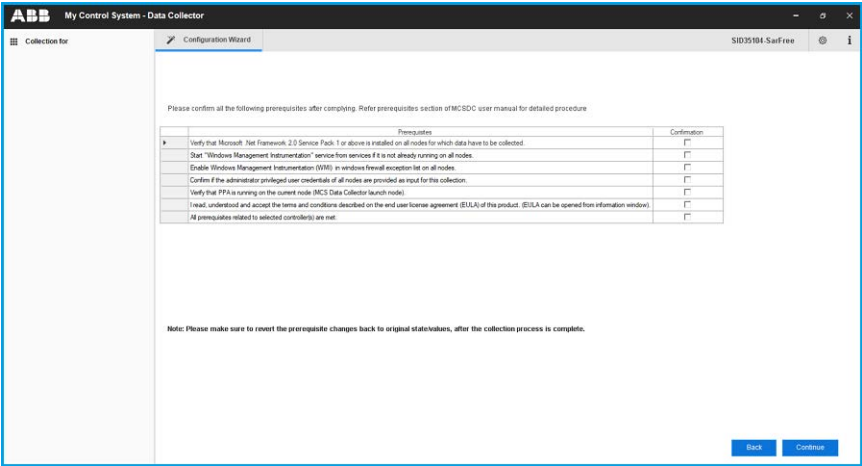 ABB My Control System - Data Collector
Collection for
Configuration Wizard
SID35104-SarFree
Please confirm all the following prerequisites after complying. Refer prerequisites section of MCSDC user manual for detailed procedure
Prerequisites Confirmation
Verify that Microsoft .Net Framework 2.0 Service Pack 1 or above is installed on all nodes for which data have to be collected.
Start "Windows Management Instrumentation" service from services if it is not already running on all nodes.
Enable Windows Management Instrumentation (WMI) in windows firewall exception list on all nodes.
Confirm if the administrator privileged user credentials of all nodes are provided as input for this collection.
Verify that PPA is running on the current node (MCS Data Collector launch node)
I read, understood and accept the terms and conditions described on the end user license agreement (EULA) of this product. (EULA can be opened from information window).
All prerequisites related to selected controller(s) are met
Note: Please make sure to revert the prerequisite changes back to original state/values, after the collection process is complete.
Back Continue